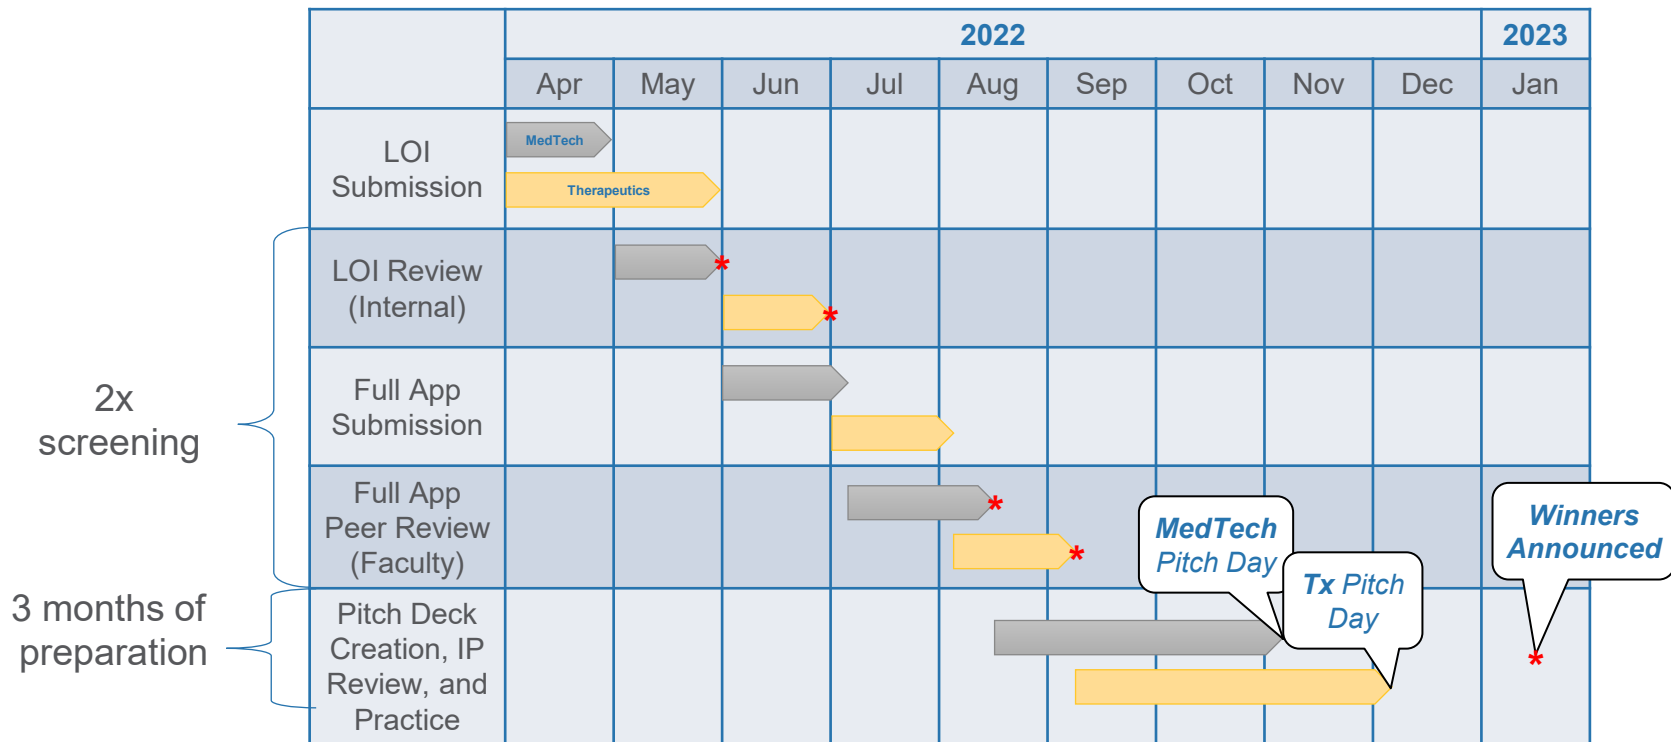 2022
2023
Apr
May
Jun
Jul
Aug
Sep
Oct
Nov
Dec
Jan
LOI
Submission
MedTech
Therapeutics
2x
screening
LOI Review
(Internal)
*
*
Full App
Submission
Full App
Peer Review
(Faculty)
*
*
MedTech
Pitch Day
Tx Pitch
Day
Winners
Announced
*
3 months of
preparation
Pitch Deck
Creation, IP
Review, and
Practice